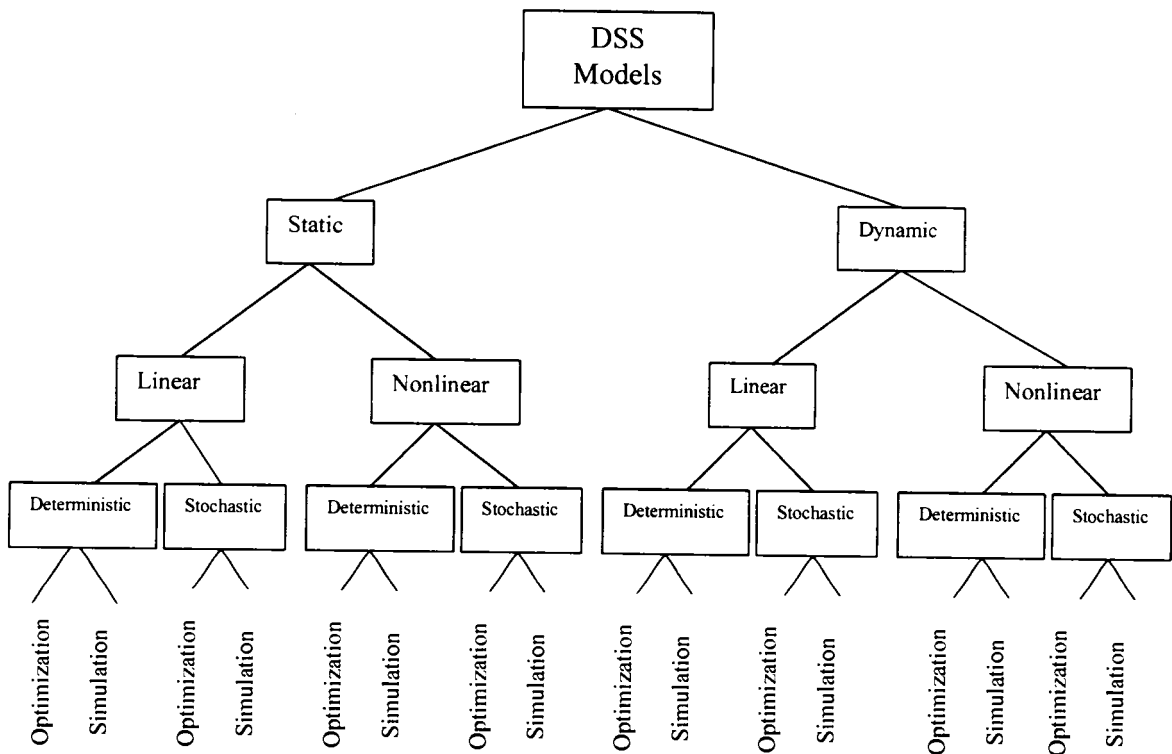 DSS
Models
Static
Dynamic
Linear
Nonlinear
Linear
Nonlinear
Deterministic
Stochastic
Deterministic
Stochastic
Deterministic
Stochastic
Deterministic
Stochastic
Optimization
Simulation
Optimization
Simulation
Optimization
Simulation
Optimization
Simulation
Optimization
Simulation
Optimization
Simulation
Optimization
Simulation
Optimization
Simulation